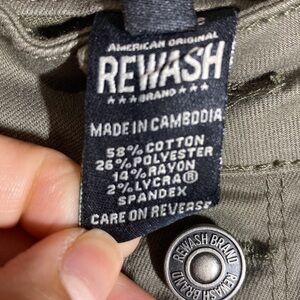 AMERICAN ORIGINAL
REWASH
★★★ BRAND ★★★
MADE IN CAMBODIA
58% COTTON
26% POLYESTER
14% RAYON
2% LYCRA®
SPANDEX
CARE ON REVERSE
REWASH BRAND
REWASH BRAND